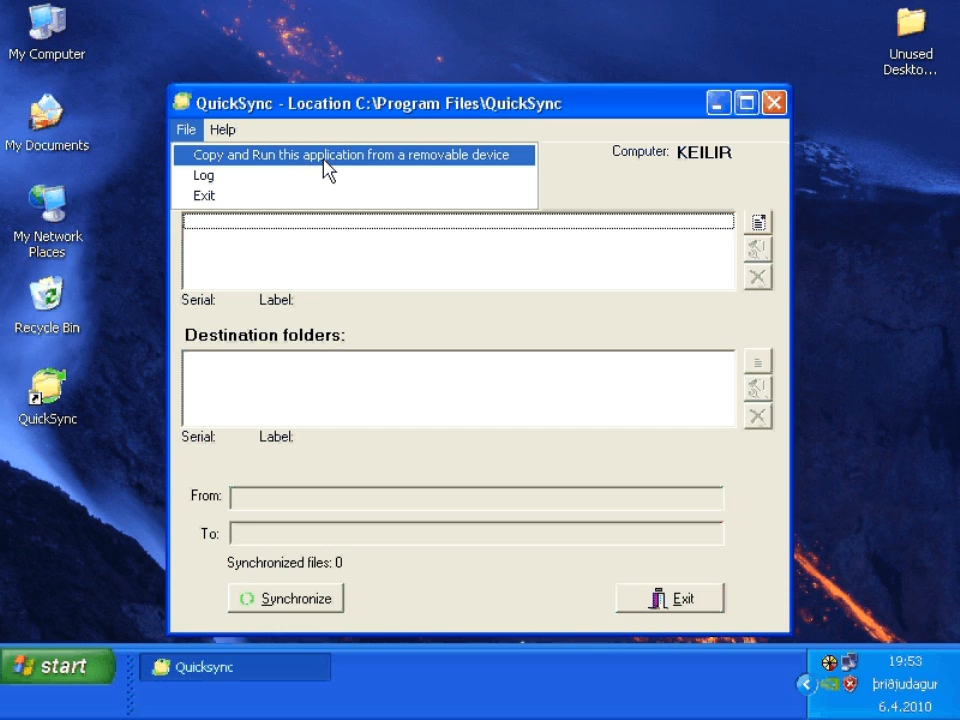 My Computer
Unused
Deskto...
My Documents
My Network
Places
Recycle Bin
QuickSync
QuickSync - Location C:\Program Files\QuickSync
File Help
Copy and Run this application from a removable device
Log
Exit
Computer: KEILIR
Serial: Label:
Destination folders:
Serial: Label:
From:
To:
Synchronized files: 0
Synchronize
Exit
start
Quicksync
19:53
þriðjudagur
6.4.2010